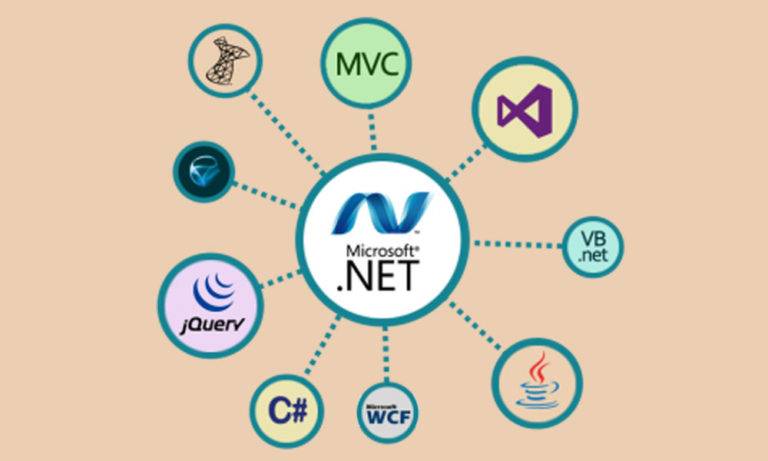 MVC
Microsoft®
.NET
VB
.net
jQuery
C#
Microsoft
WCF